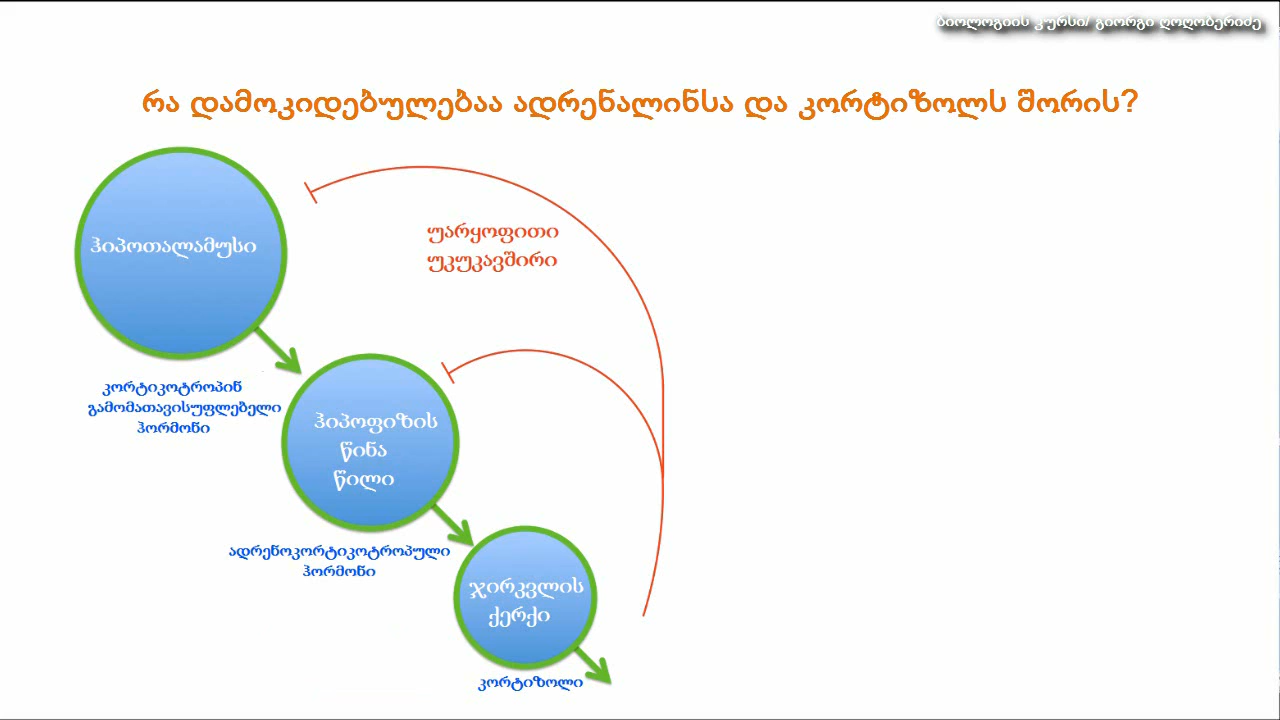 ბიოლოგიის კურსი/ გიორგი ღოღობერიძე
რა დამოკიდებულებაა ადრენალინსა და კორტიზოლს შორის?
ჰიპოთალამუსი
უარყოფითი
უკუკავშირი
კორტიკოტროპინ
გამომათავისუფლებელი
ჰორმონი
ჰიპოფიზის
წინა
წილი
ადრენოკორტიკოტროპული
ჰორმონი
ჯირკვლის
ქერქი
კორტიზოლი